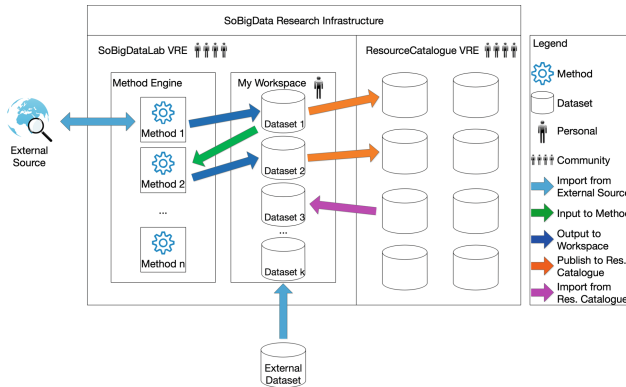 SoBigData Research Infrastructure
SoBigDataLab VRE
ResourceCatalogue VRE
Method Engine
My Workspace
Method 1
Method 2
...
Method n
Dataset 1
Dataset 2
Dataset 3
...
Dataset k
External
Source
External
Dataset
Legend
Method
Dataset
Personal
Community
Import from
External Source
Input to Method
Output to
Workspace
Publish to Res.
Catalogue
Import from
Res. Catalogue